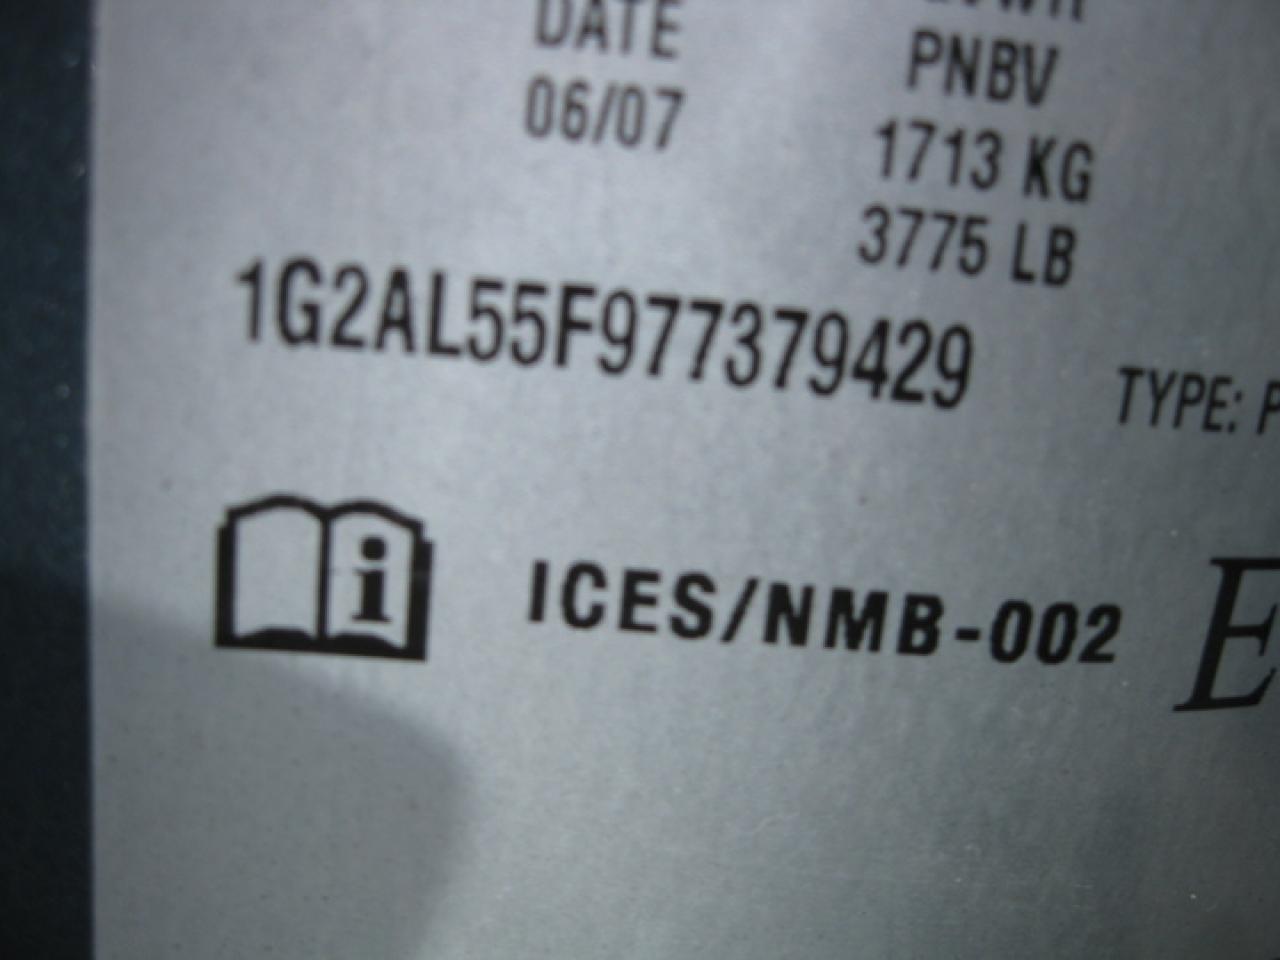 DATE
06/07
PNBV
1713 KG
3775 LB
1G2AL55F977379429
TYPE: P
i
ICES/NMB-002
E